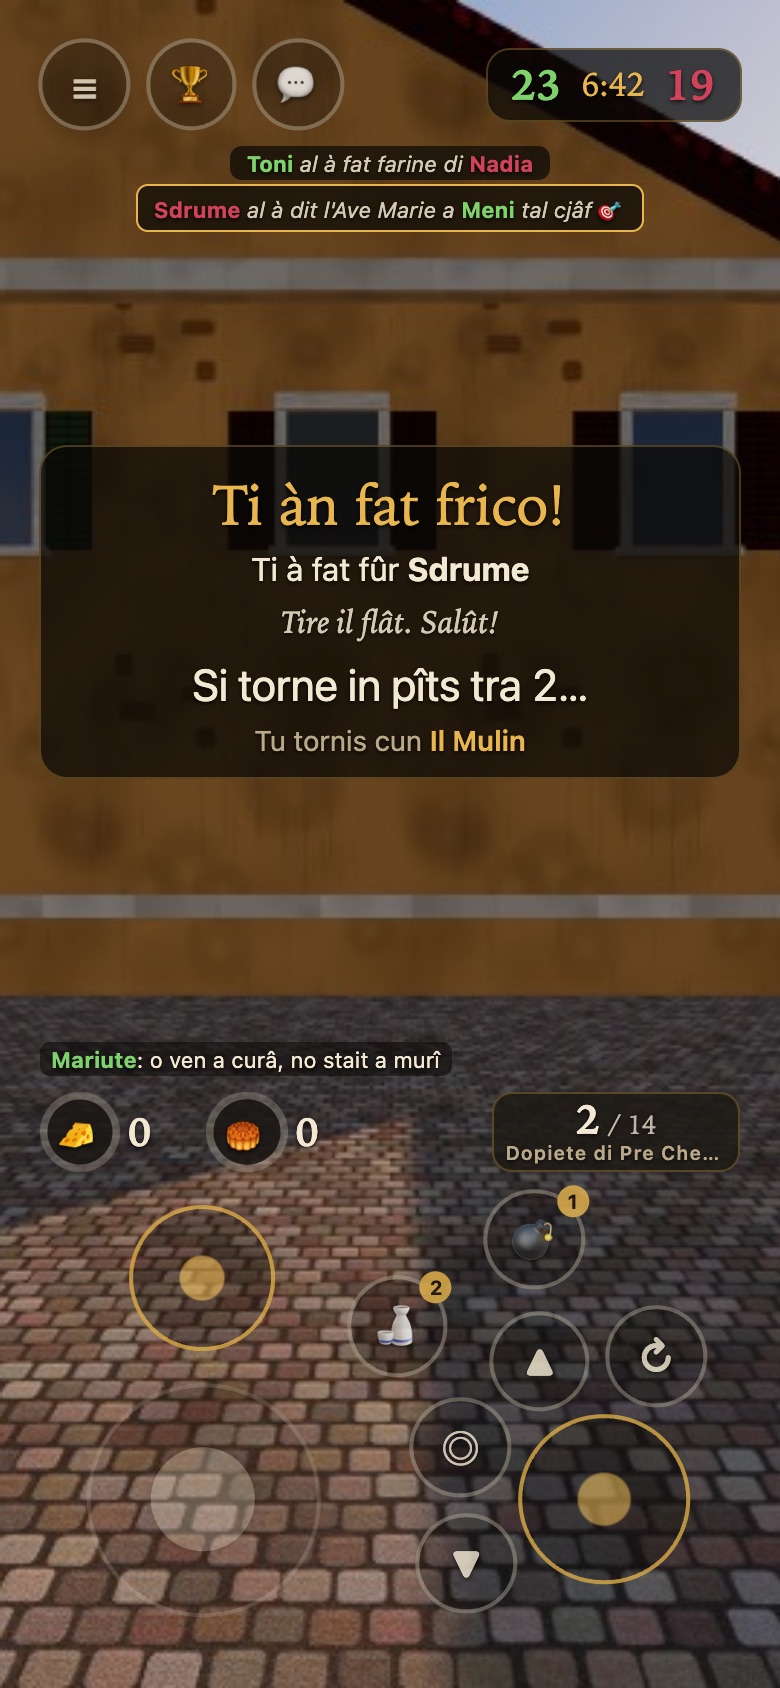 23 6:42 19
Toni al à fat farine di Nadia
Sdrume al à dit l'Ave Marie a Meni tal cjâf
Ti àn fat frico!
Ti à fat fûr Sdrume
Tire il flât. Salût!
Si torne in pîts tra 2...
Tu tornis cun Il Mulin
Mariute: o ven a curâ, no stait a murî
0 0
2 / 14
Dopiete di Pre Che...
1
2